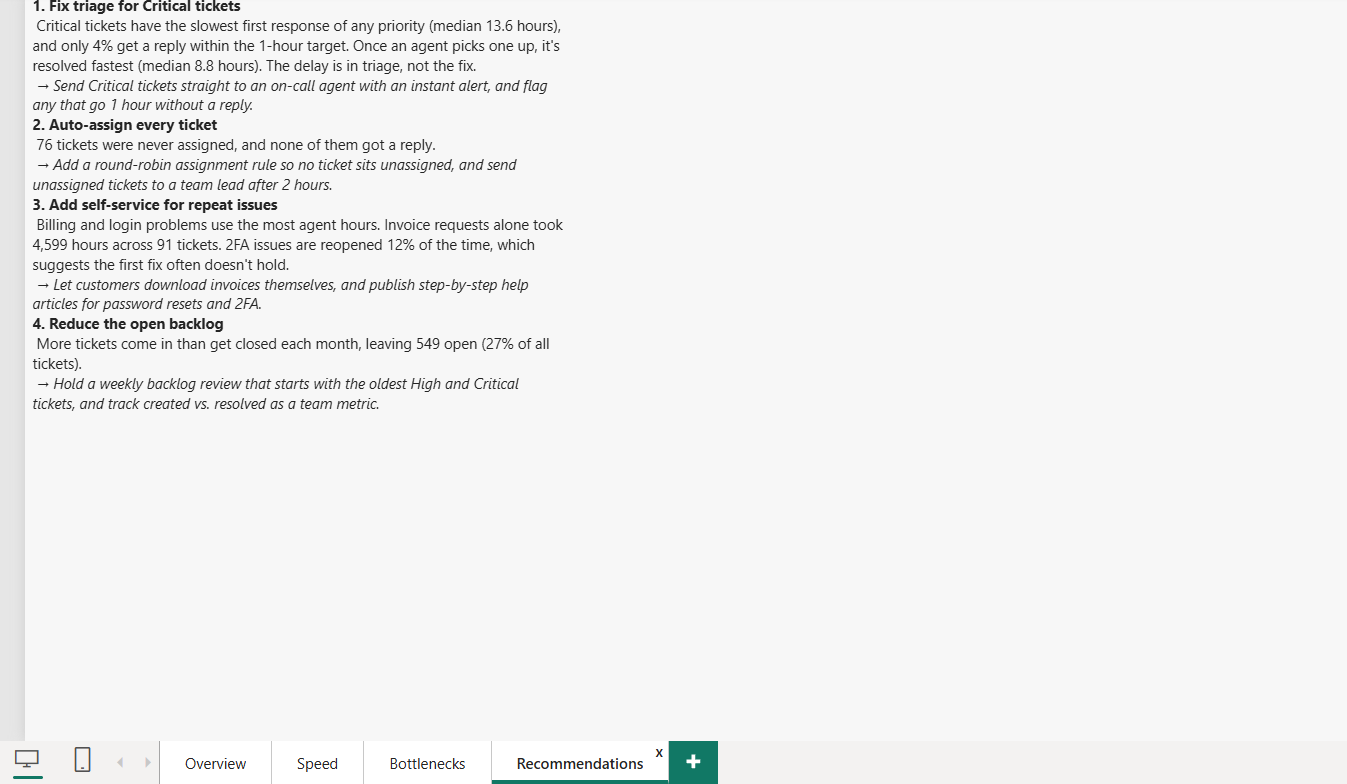 1. Fix triage for Critical tickets
Critical tickets have the slowest first response of any priority (median 13.6 hours),
and only 4% get a reply within the 1-hour target. Once an agent picks one up, it's
resolved fastest (median 8.8 hours). The delay is in triage, not the fix.
→ Send Critical tickets straight to an on-call agent with an instant alert, and flag
any that go 1 hour without a reply.
2. Auto-assign every ticket
76 tickets were never assigned, and none of them got a reply.
→ Add a round-robin assignment rule so no ticket sits unassigned, and send
unassigned tickets to a team lead after 2 hours.
3. Add self-service for repeat issues
Billing and login problems use the most agent hours. Invoice requests alone took
4,599 hours across 91 tickets. 2FA issues are reopened 12% of the time, which
suggests the first fix often doesn't hold.
→ Let customers download invoices themselves, and publish step-by-step help
articles for password resets and 2FA.
4. Reduce the open backlog
More tickets come in than get closed each month, leaving 549 open (27% of all
tickets).
→ Hold a weekly backlog review that starts with the oldest High and Critical
tickets, and track created vs. resolved as a team metric.
Overview
Speed
Bottlenecks
Recommendations
x
+